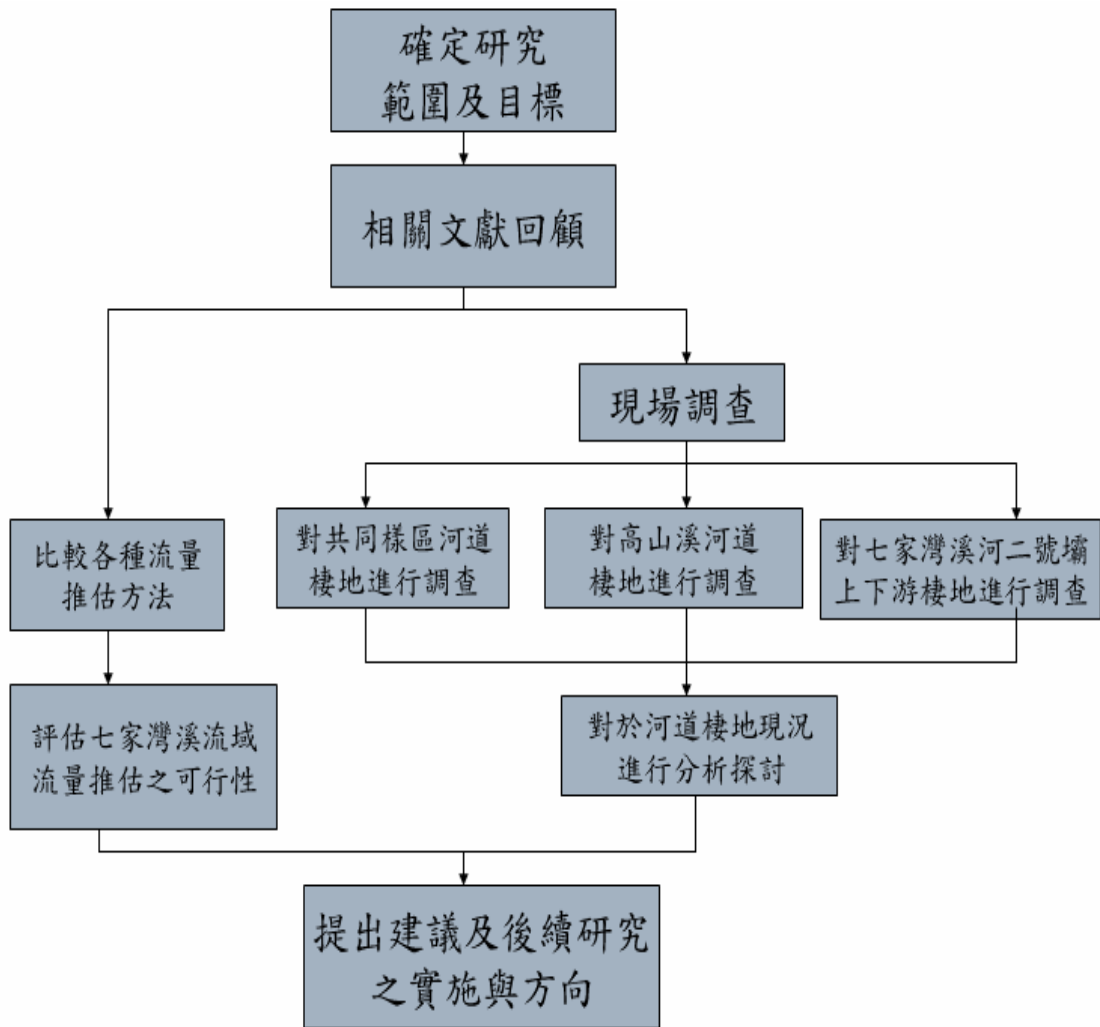 確定研究
範圍及目標
相關文獻回顧
現場調查
比較各種流量
推估方法
對共同樣區河道
棲地進行調查
對高山溪河道
棲地進行調查
對七家灣溪河二號壩
上下游棲地進行調查
評估七家灣溪流域
流量推估之可行性
對於河道棲地現況
進行分析探討
提出建議及後續研究
之實施與方向